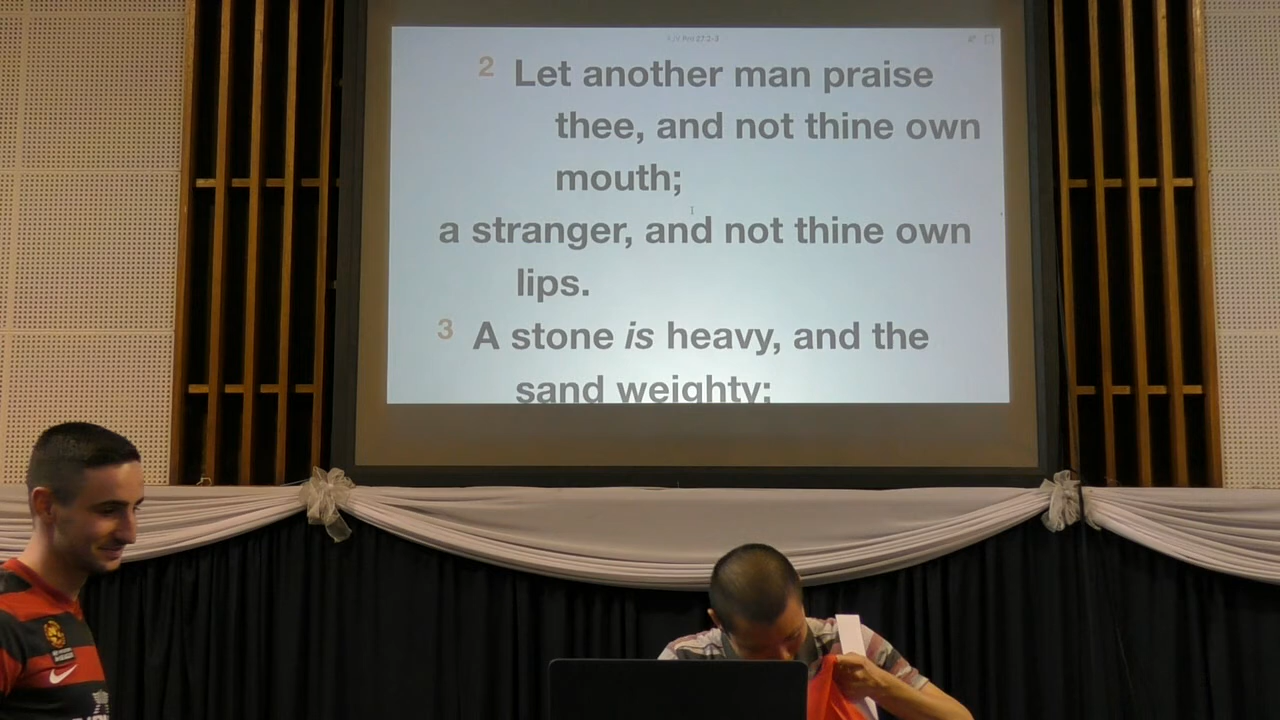 2 Let another man praise
thee, and not thine own
mouth;
a stranger, and not thine own
lips.
3 A stone is heavy, and the
sand weighty;